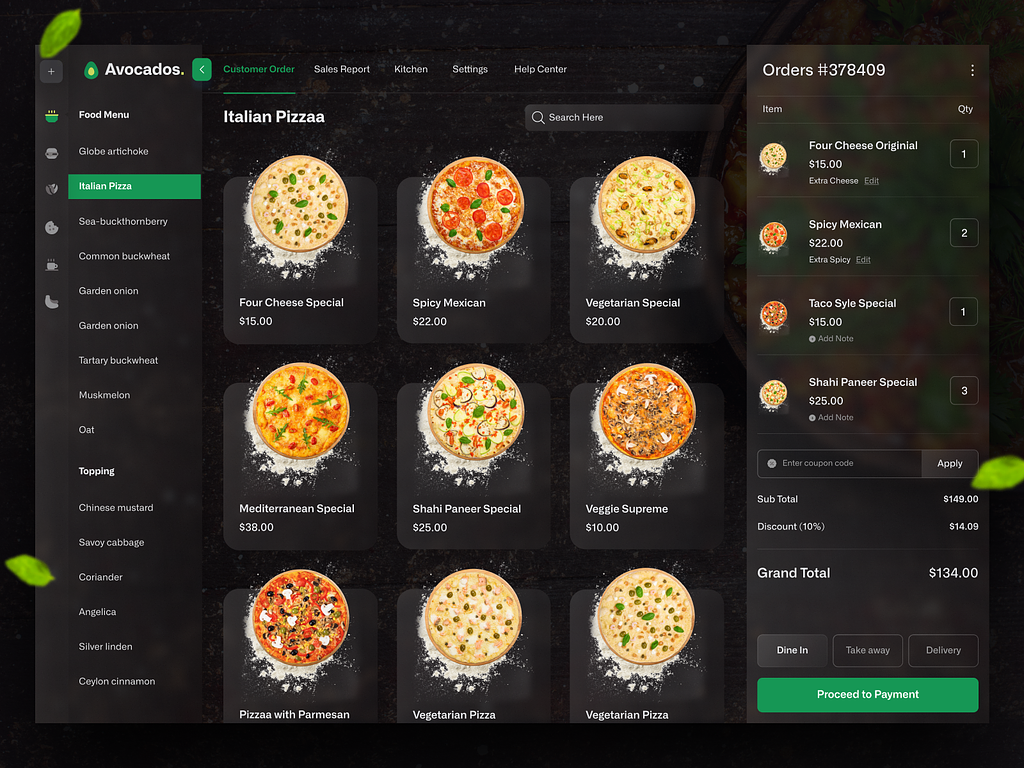 Avocados.
Customer Order
Sales Report
Kitchen
Settings
Help Center
Food Menu
Globe artichoke
Italian Pizza
Sea-buckthornberry
Common buckwheat
Garden onion
Garden onion
Tartary buckwheat
Muskmelon
Oat
Topping
Chinese mustard
Savoy cabbage
Coriander
Angelica
Silver linden
Ceylon cinnamon
Italian Pizzaa
Search Here
Four Cheese Special
$15.00
Spicy Mexican
$22.00
Vegetarian Special
$20.00
Mediterranean Special
$38.00
Shahi Paneer Special
$25.00
Veggie Supreme
$10.00
Pizzaa with Parmesan
Vegetarian Pizza
Vegetarian Pizza
Orders #378409
Item Qty
Four Cheese Originial
$15.00
Extra Cheese Edit
1
Spicy Mexican
$22.00
Extra Spicy Edit
2
Taco Syle Special
$15.00
Add Note
1
Shahi Paneer Special
$25.00
Add Note
3
Enter coupon code Apply
Sub Total $149.00
Discount (10%) $14.09
Grand Total $134.00
Dine In
Take away
Delivery
Proceed to Payment